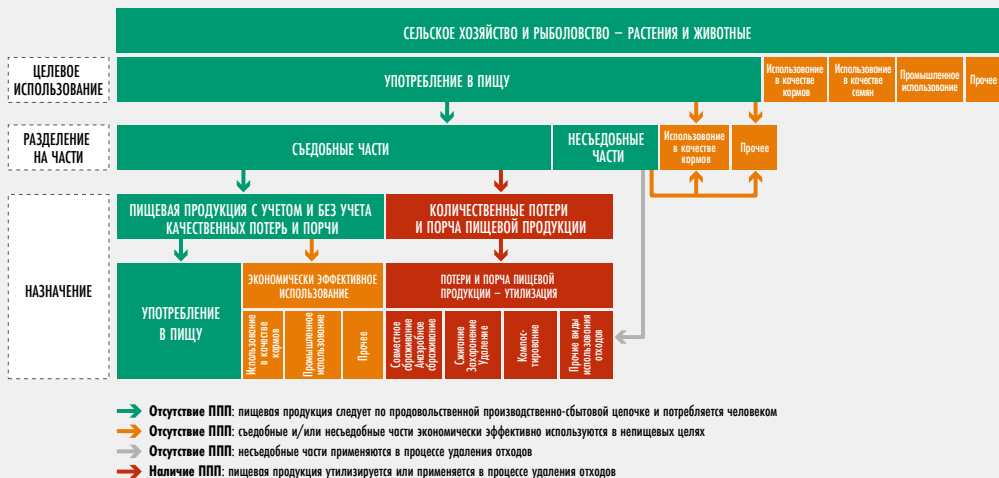 СЕЛЬСКОЕ ХОЗЯЙСТВО И РЫБОЛОВСТВО – РАСТЕНИЯ И ЖИВОТНЫЕ
ЦЕЛЕВОЕ
ИСПОЛЬЗОВАНИЕ
УПОТРЕБЛЕНИЕ В ПИЩУ
Использование
в качестве
кормов
Использование
в качестве
семян
Промышленное
использование
Прочее
РАЗДЕЛЕНИЕ
НА ЧАСТИ
СЪЕДОБНЫЕ ЧАСТИ
НЕСЪЕДОБНЫЕ
ЧАСТИ
Использование
в качестве
кормов
Прочее
НАЗНАЧЕНИЕ
ПИЩЕВАЯ ПРОДУКЦИЯ С УЧЕТОМ И БЕЗ УЧЕТА
КАЧЕСТВЕННЫХ ПОТЕРЬ И ПОРЧИ
КОЛИЧЕСТВЕННЫЕ ПОТЕРИ
И ПОРЧА ПИЩЕВОЙ ПРОДУКЦИИ
УПОТРЕБЛЕНИЕ
В ПИЩУ
ЭКОНОМИЧЕСКИ ЭФФЕКТИВНОЕ
ИСПОЛЬЗОВАНИЕ
Использование
в качестве
кормов
Промышленное
использование
Прочее
ПОТЕРИ И ПОРЧА ПИЩЕВОЙ
ПРОДУКЦИИ – УТИЛИЗАЦИЯ
Совместное
сбраживание
Анаэробное
сбраживание
Сжигание
Захоронение
Удаление
Компос-
тирование
Прочие виды
использования
отходов
Отсутствие ППП: пищевая продукция следует по продовольственной производственно-сбытовой цепочке и потребляется человеком
Отсутствие ППП: съедобные и/или несъедобные части экономически эффективно используются в непищевых целях
Отсутствие ППП: несъедобные части применяются в процессе удаления отходов
Наличие ППП: пищевая продукция утилизируется или применяется в процессе удаления отходов